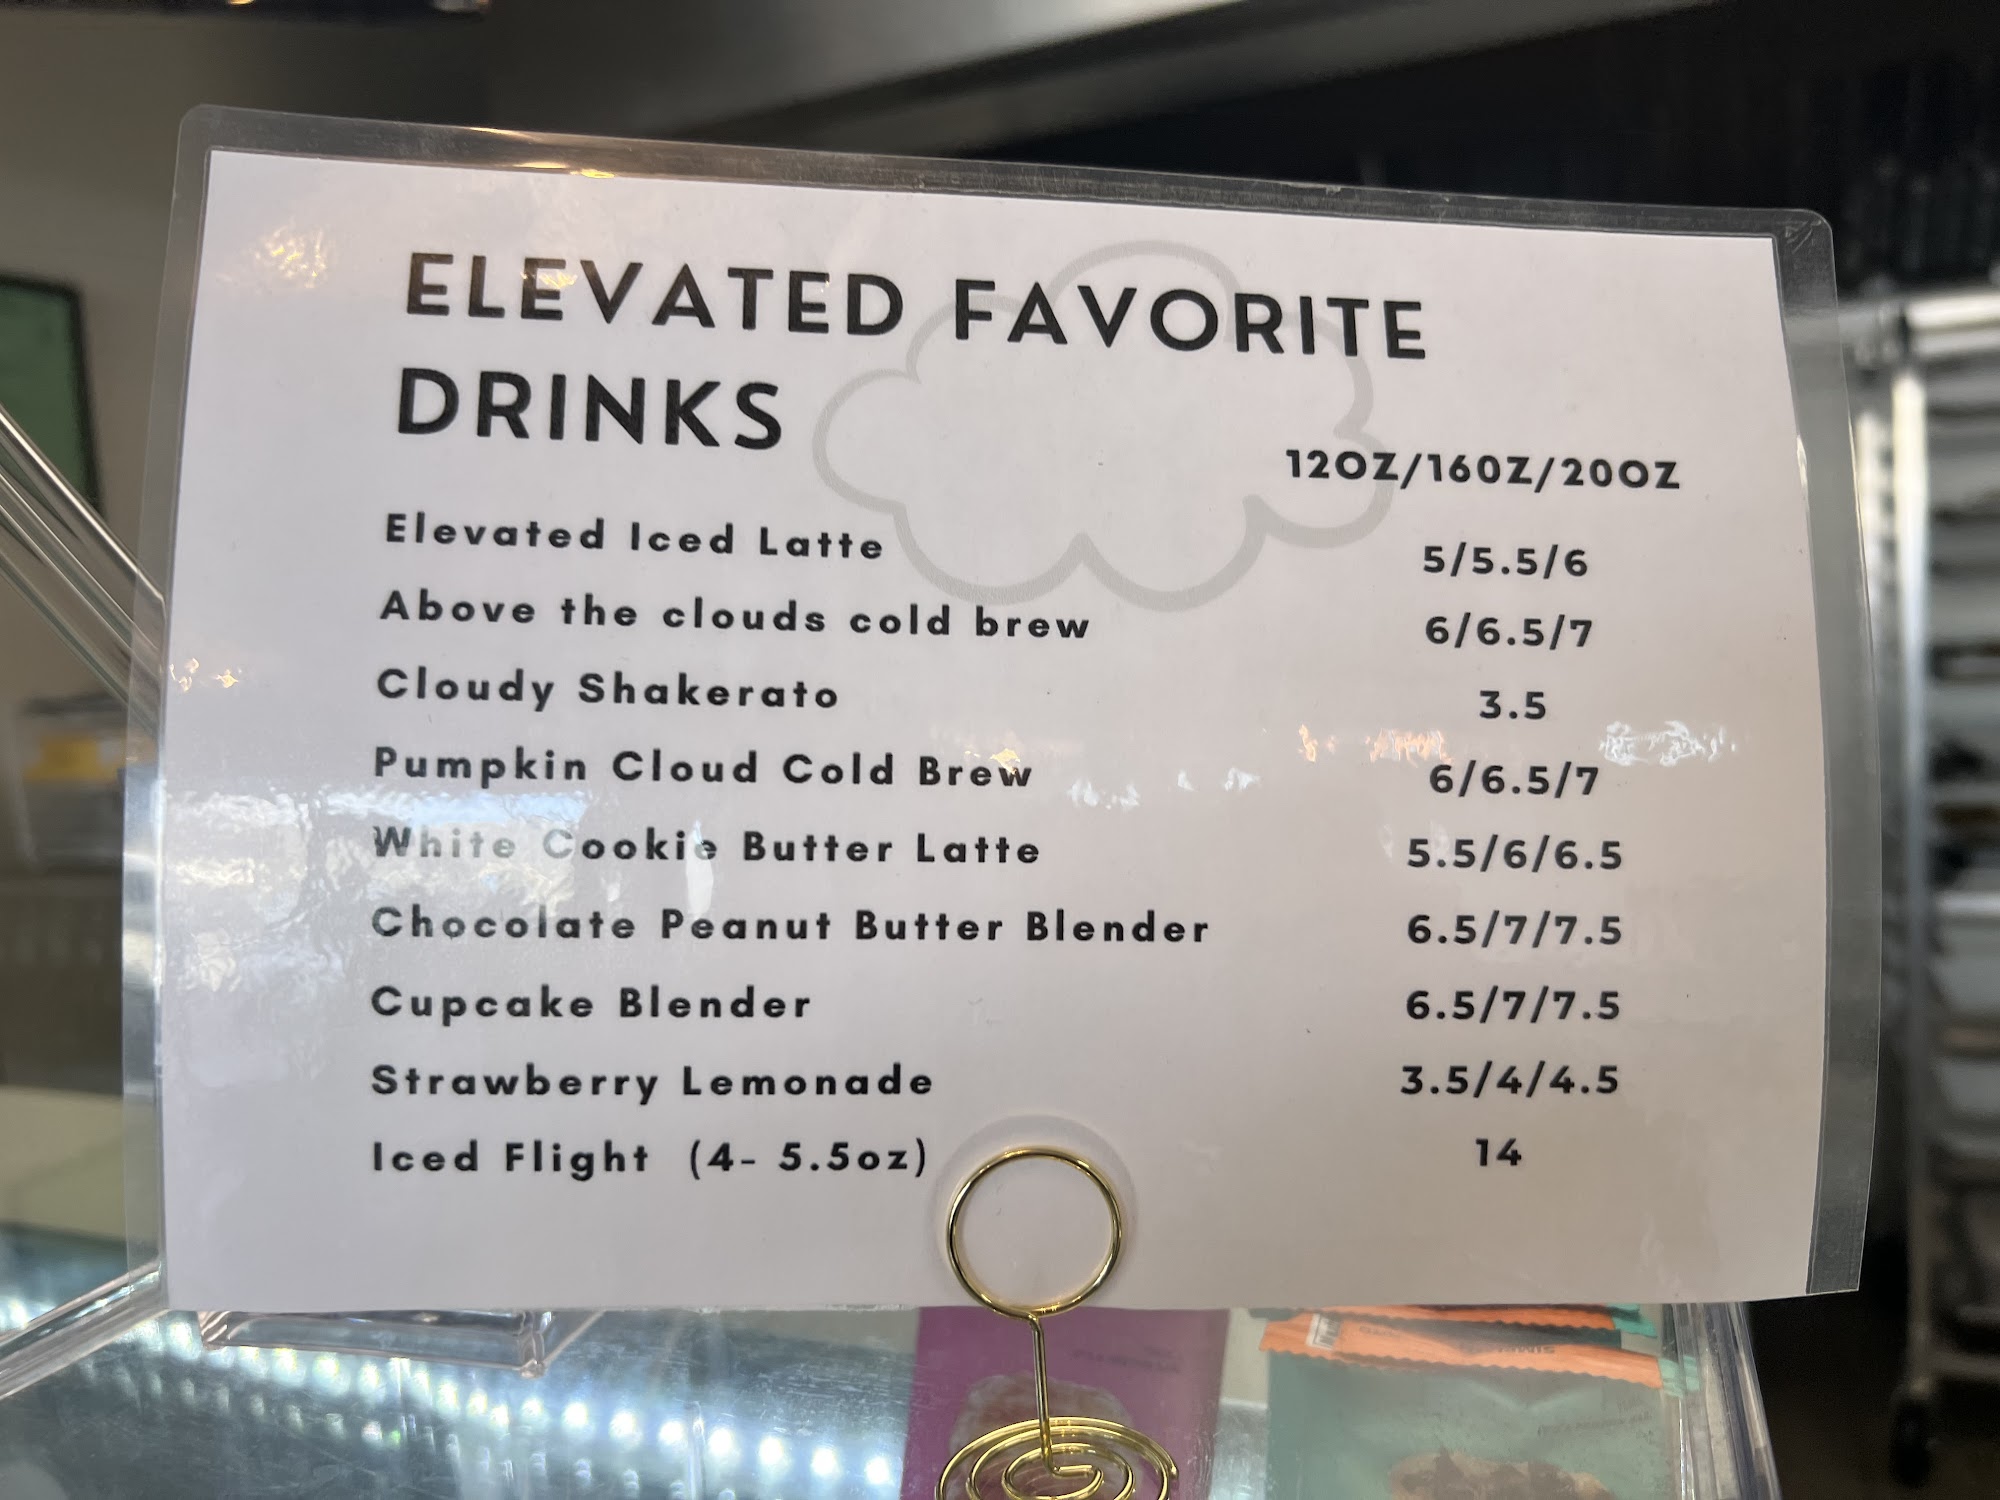 ELEVATED FAVORITE
DRINKS
12OZ/16OZ/20OZ
Elevated Iced Latte 5/5.5/6
Above the clouds cold brew 6/6.5/7
Cloudy Shakerato 3.5
Pumpkin Cloud Cold Brew 6/6.5/7
White Cookie Butter Latte 5.5/6/6.5
Chocolate Peanut Butter Blender 6.5/7/7.5
Cupcake Blender 6.5/7/7.5
Strawberry Lemonade 3.5/4/4.5
Iced Flight (4- 5.5oz) 14